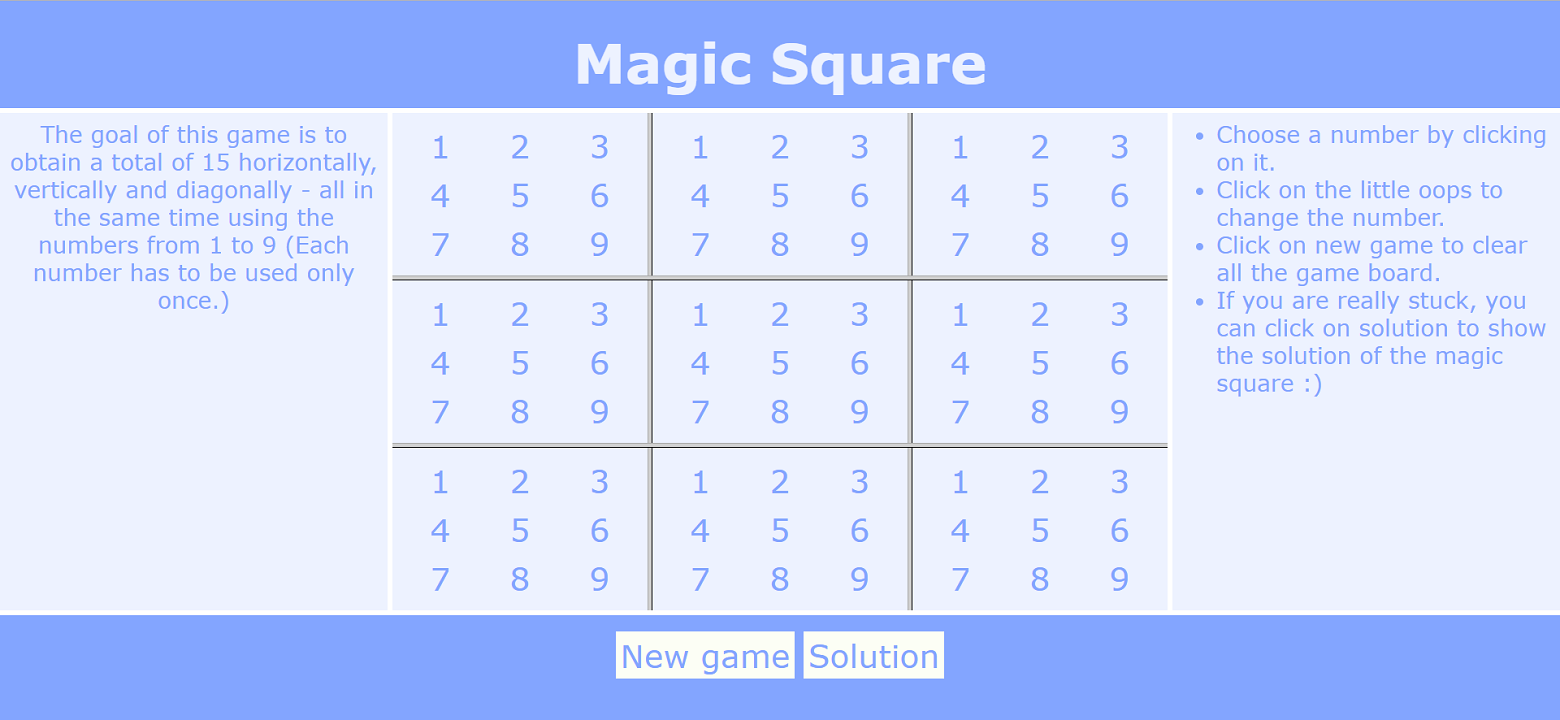 Magic Square
The goal of this game is to
obtain a total of 15 horizontally,
vertically and diagonally - all in
the same time using the
numbers from 1 to 9 (Each
number has to be used only
once.)
1 2 3 1 2 3 1 2 3
4 5 6 4 5 6 4 5 6
7 8 9 7 8 9 7 8 9
1 2 3 1 2 3 1 2 3
4 5 6 4 5 6 4 5 6
7 8 9 7 8 9 7 8 9
1 2 3 1 2 3 1 2 3
4 5 6 4 5 6 4 5 6
7 8 9 7 8 9 7 8 9
• Choose a number by clicking
on it.
• Click on the little oops to
change the number.
• Click on new game to clear
all the game board.
• If you are really stuck, you
can click on solution to show
the solution of the magic
square :)
New game Solution